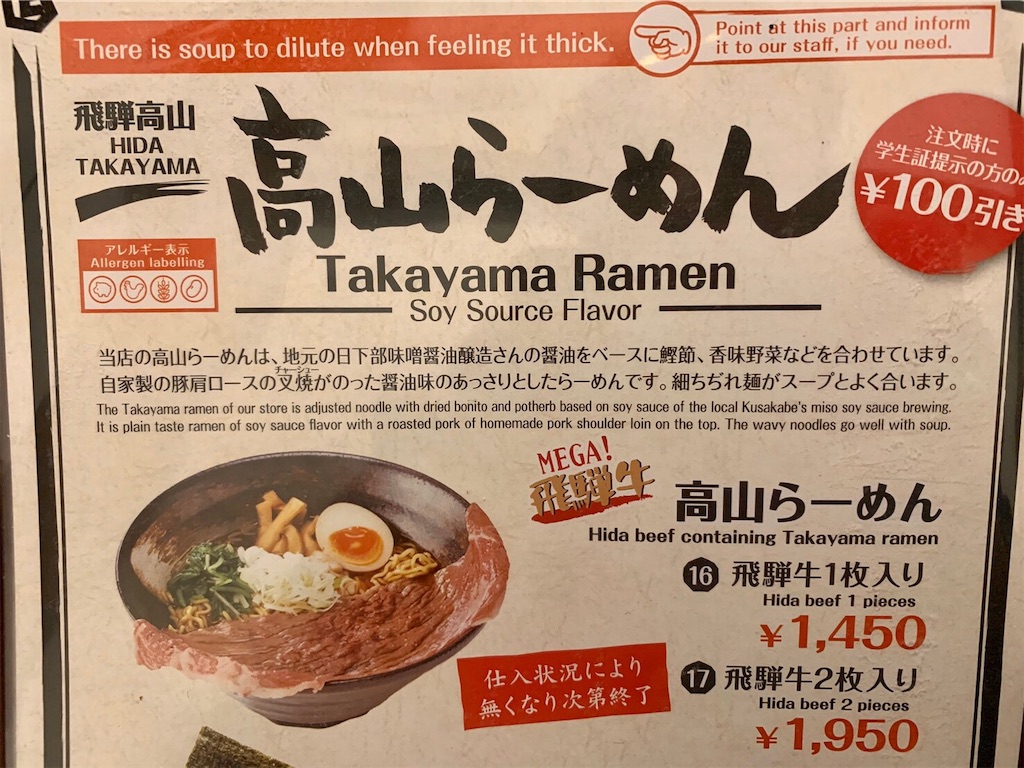 There is soup to dilute when feeling it thick.
Point at this part and inform
it to our staff, if you need.
飛騨高山
HIDA
TAKAYAMA
高山らーめん
注文時に
学生証提示の方のみ
¥100引き
アレルギー表示
Allergen labelling
Takayama Ramen
Soy Source Flavor
当店の高山らーめんは、地元の日下部味噌醤油醸造さんの醤油をベースに鰹節、香味野菜などを合わせています。
チャーシュー
自家製の豚肩ロースの叉焼がのった醤油味のあっさりとしたらーめんです。細ちぢれ麺がスープとよく合います。
The Takayama ramen of our store is adjusted noodle with dried bonito and potherb based on soy sauce of the local Kusakabe's miso soy sauce brewing.
It is plain taste ramen of soy sauce flavor with a roasted pork of homemade pork shoulder loin on the top. The wavy noodles go well with soup.
MEGA!
飛騨牛
高山らーめん
Hida beef containing Takayama ramen
⓰ 飛騨牛1枚入り
Hida beef 1 pieces
¥1,450
⓱ 飛騨牛2枚入り
Hida beef 2 pieces
¥1,950
仕入状況により
無くなり次第終了